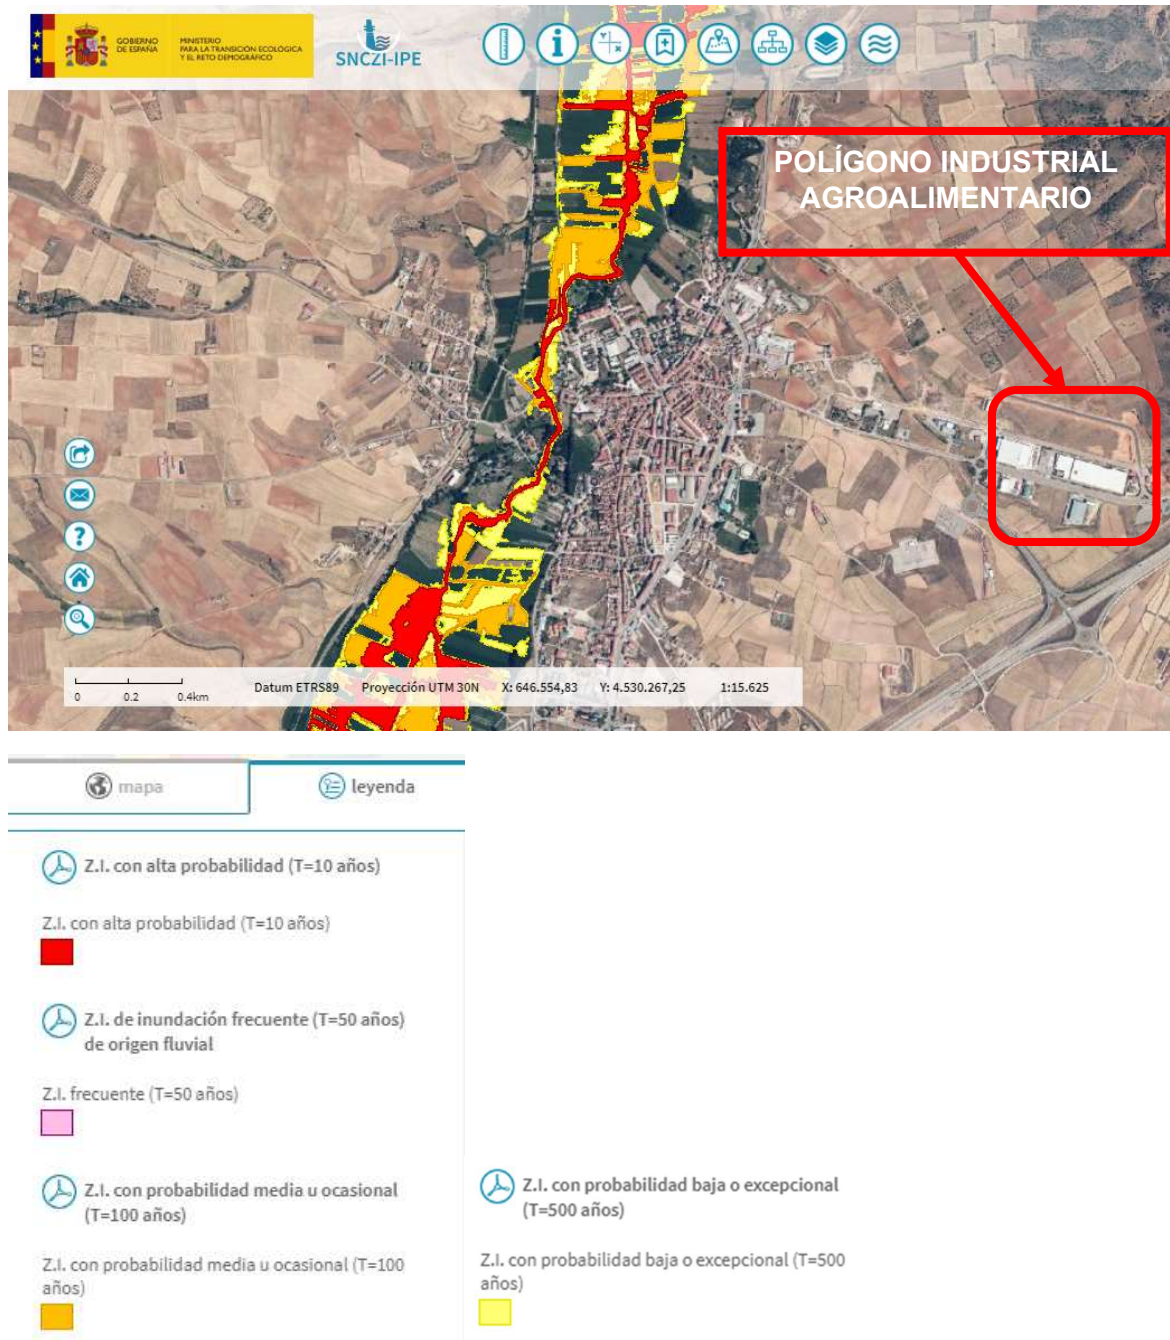 GOBIERNO
DE ESPAÑA
MINISTERIO
PARA LA TRANSICIÓN ECOLÓGICA
Y EL RETO DEMOGRÁFICO
SNCZI-IPE
POLÍGONO INDUSTRIAL
AGROALIMENTARIO
0 0.2 0.4km
Datum ETRS89 Proyección UTM 30N X: 646.554,83 Y: 4.530.267,25 1:15.625
mapa
leyenda
Z.I. con alta probabilidad (T=10 años)
Z.I. con alta probabilidad (T=10 años)
Z.I. de inundación frecuente (T=50 años)
de origen fluvial
Z.I. frecuente (T=50 años)
Z.I. con probabilidad media u ocasional
(T=100 años)
Z.I. con probabilidad media u ocasional (T=100
años)
Z.I. con probabilidad baja o excepcional
(T=500 años)
Z.I. con probabilidad baja o excepcional (T=500
años)